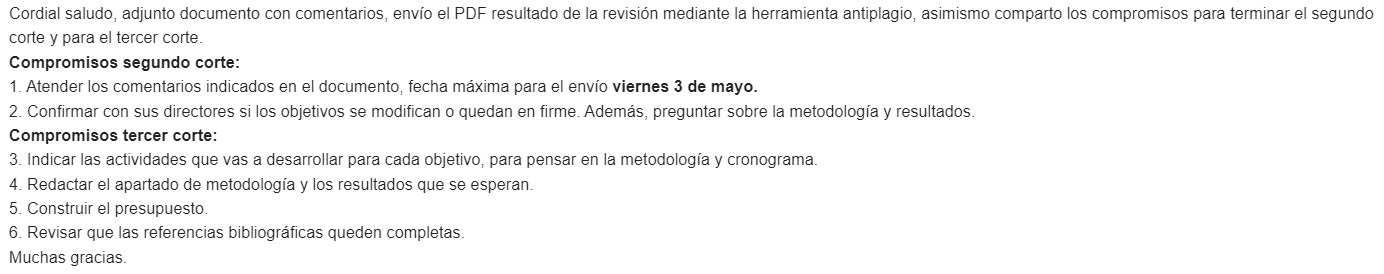 Cordial saludo, adjunto documento con comentarios, envío el PDF resultado de la revisión mediante la herramienta antiplagio, asimismo comparto los compromisos para terminar el segundo
corte y para el tercer corte.
Compromisos segundo corte:
1. Atender los comentarios indicados en el documento, fecha máxima para el envío viernes 3 de mayo.
2. Confirmar con sus directores si los objetivos se modifican o quedan en firme. Además, preguntar sobre la metodología y resultados.
Compromisos tercer corte:
3. Indicar las actividades que vas a desarrollar para cada objetivo, para pensar en la metodología y cronograma.
4. Redactar el apartado de metodología y los resultados que se esperan.
5. Construir el presupuesto.
6. Revisar que las referencias bibliográficas queden completas.
Muchas gracias.